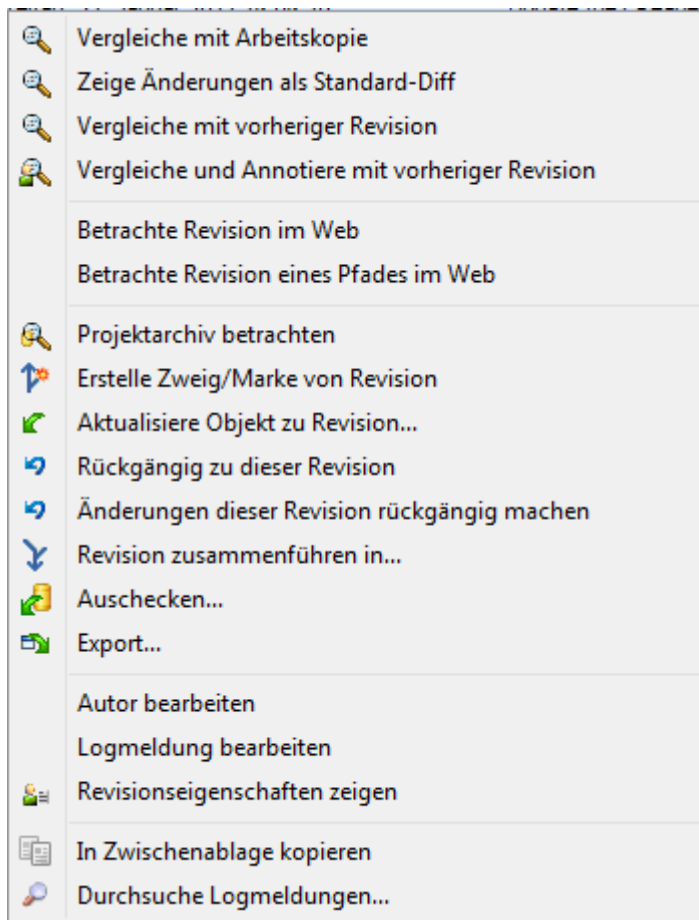 Vergleiche mit Arbeitskopie
Zeige Änderungen als Standard-Diff
Vergleiche mit vorheriger Revision
Vergleiche und Annotiere mit vorheriger Revision
Betrachte Revision im Web
Betrachte Revision eines Pfades im Web
Projektarchiv betrachten
Erstelle Zweig/Marke von Revision
Aktualisiere Objekt zu Revision...
Rückgängig zu dieser Revision
Änderungen dieser Revision rückgängig machen
Revision zusammenführen in...
Auschecken...
Export...
Autor bearbeiten
Logmeldung bearbeiten
Revisionseigenschaften zeigen
In Zwischenablage kopieren
Durchsuche Logmeldungen...